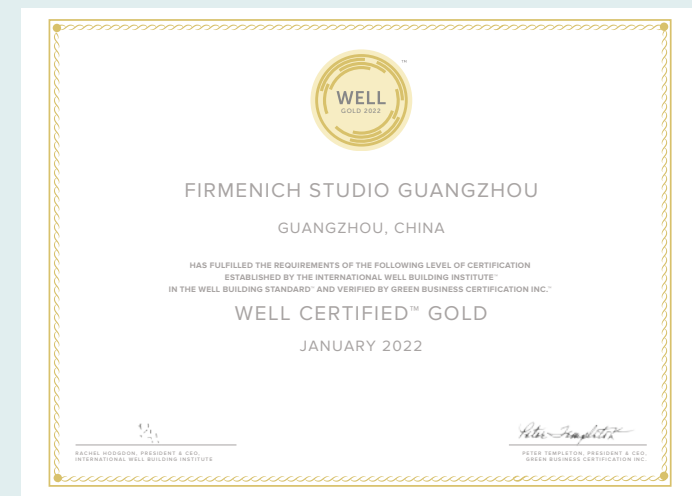 ™
WELL
GOLD 2022
FIRMENICH STUDIO GUANGZHOU
GUANGZHOU, CHINA
HAS FULFILLED THE REQUIREMENTS OF THE FOLLOWING LEVEL OF CERTIFICATION
ESTABLISHED BY THE INTERNATIONAL WELL BUILDING INSTITUTE™
IN THE WELL BUILDING STANDARD™ AND VERIFIED BY GREEN BUSINESS CERTIFICATION INC.™
WELL CERTIFIED™ GOLD
JANUARY 2022
Peter Templeton
RACHEL HODGDON, PRESIDENT & CEO,
INTERNATIONAL WELL BUILDING INSTITUTE
PETER TEMPLETON, PRESIDENT & CEO,
GREEN BUSINESS CERTIFICATION INC.